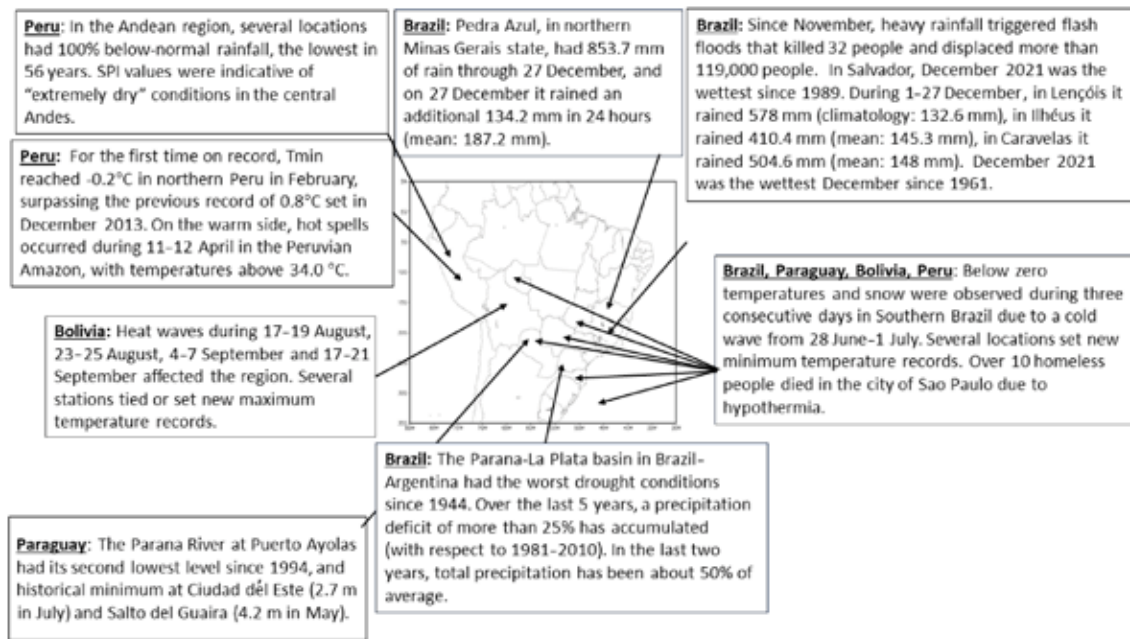 Peru: In the Andean region, several locations
had 100% below-normal rainfall, the lowest in
56 years. SPI values were indicative of
"extremely dry" conditions in the central
Andes.
Brazil: Pedra Azul, in northern
Minas Gerais state, had 853.7 mm
of rain through 27 December, and
on 27 December it rained an
additional 134.2 mm in 24 hours
(mean: 187.2 mm).
Brazil: Since November, heavy rainfall triggered flash
floods that killed 32 people and displaced more than
119,000 people. In Salvador, December 2021 was the
wettest since 1989. During 1–27 December, in Lençóis it
rained 578 mm (climatology: 132.6 mm), in Ilhéus it
rained 410.4 mm (mean: 145.3 mm), in Caravelas it
rained 504.6 mm (mean: 148 mm). December 2021
was the wettest December since 1961.
Peru: For the first time on record, Tmin
reached -0.2°C in northern Peru in February,
surpassing the previous record of 0.8°C set in
December 2013. On the warm side, hot spells
occurred during 11–12 April in the Peruvian
Amazon, with temperatures above 34.0 °C.
Brazil, Paraguay, Bolivia, Peru: Below zero
temperatures and snow were observed during three
consecutive days in Southern Brazil due to a cold
wave from 28 June-1 July. Several locations set new
minimum temperature records. Over 10 homeless
people died in the city of Sao Paulo due to
hypothermia.
Bolivia: Heat waves during 17–19 August,
23–25 August, 4–7 September and 17–21
September affected the region. Several
stations tied or set new maximum
temperature records.
Brazil: The Parana-La Plata basin in Brazil–
Argentina had the worst drought conditions
since 1944. Over the last 5 years, a precipitation
deficit of more than 25% has accumulated
(with respect to 1981–2010). In the last two
years, total precipitation has been about 50% of
average.
Paraguay: The Parana River at Puerto Ayolas
had its second lowest level since 1994, and
historical minimum at Ciudad del Este (2.7 m
in July) and Salto del Guaira (4.2 m in May).